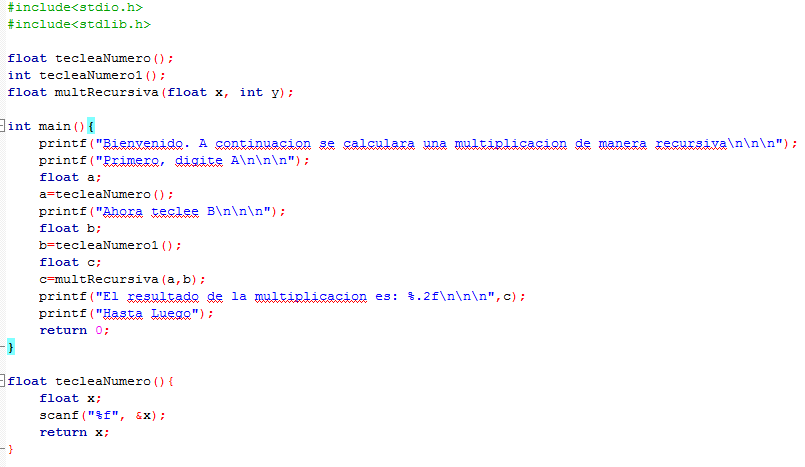 #include<stdio.h>
#include<stdlib.h>
float tecleaNumero();
int tecleaNumero1();
float multRecursiva(float x, int y);
int main(){
printf("Bienvenido. A continuacion se calculara una multiplicacion de manera recursiva\n\n\n");
printf("Primero, digite A\n\n\n");
float a;
a=tecleaNumero();
printf("Ahora teclee B\n\n\n");
float b;
b=tecleaNumero1();
float c;
c=multRecursiva(a,b);
printf("El resultado de la multiplicacion es: %.2f\n\n\n",c);
printf("Hasta Luego");
return 0;
}
float tecleaNumero(){
float x;
scanf("%f", &x);
return x;
}